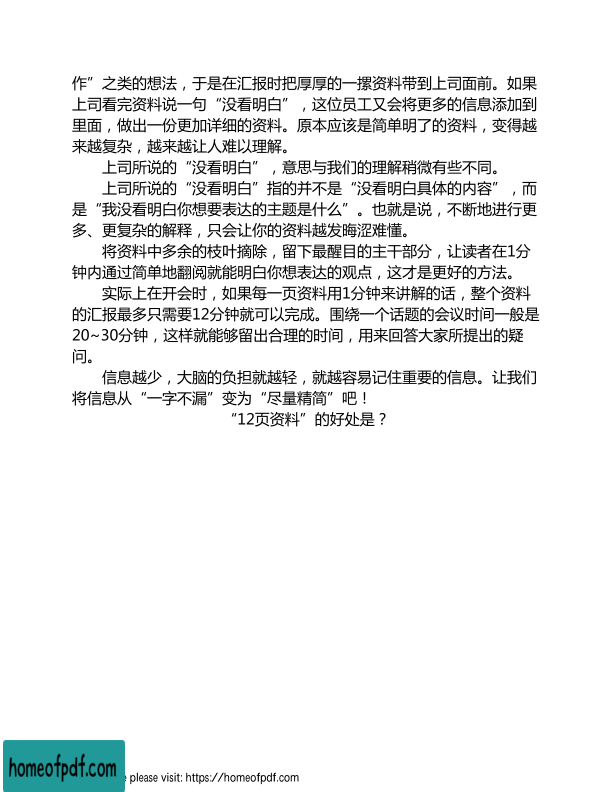 作”之类的想法，于是在汇报时把厚厚的一摞资料带到上司面前。如果
上司看完资料说一句“没看明白”，这位员工又会将更多的信息添加到
里面，做出一份更加详细的资料。原本应该是简单明了的资料，变得越
来越复杂，越来越让人难以理解。
上司所说的“没看明白”，意思与我们的理解稍微有些不同。
上司所说的“没看明白”指的并不是“没看明白具体的内容”，而
是“我没看明白你想要表达的主题是什么”。也就是说，不断地进行更
多、更复杂的解释，只会让你的资料越发晦涩难懂。
将资料中多余的枝叶摘除，留下最醒目的主干部分，让读者在1分
钟内通过简单地翻阅就能明白你想表达的观点，这才是更好的方法。
实际上在开会时，如果每一页资料用1分钟来讲解的话，整个资料
的汇报最多只需要12分钟就可以完成。围绕一个话题的会议时间一般是
20~30分钟，这样就能够留出合理的时间，用来回答大家所提出的疑
问。
信息越少，大脑的负担就越轻，就越容易记住重要的信息。让我们
将信息从“一字不漏”变为“尽量精简”吧！
“12页资料”的好处是？
homeofpdf.com
e please visit: https://homeofpdf.com